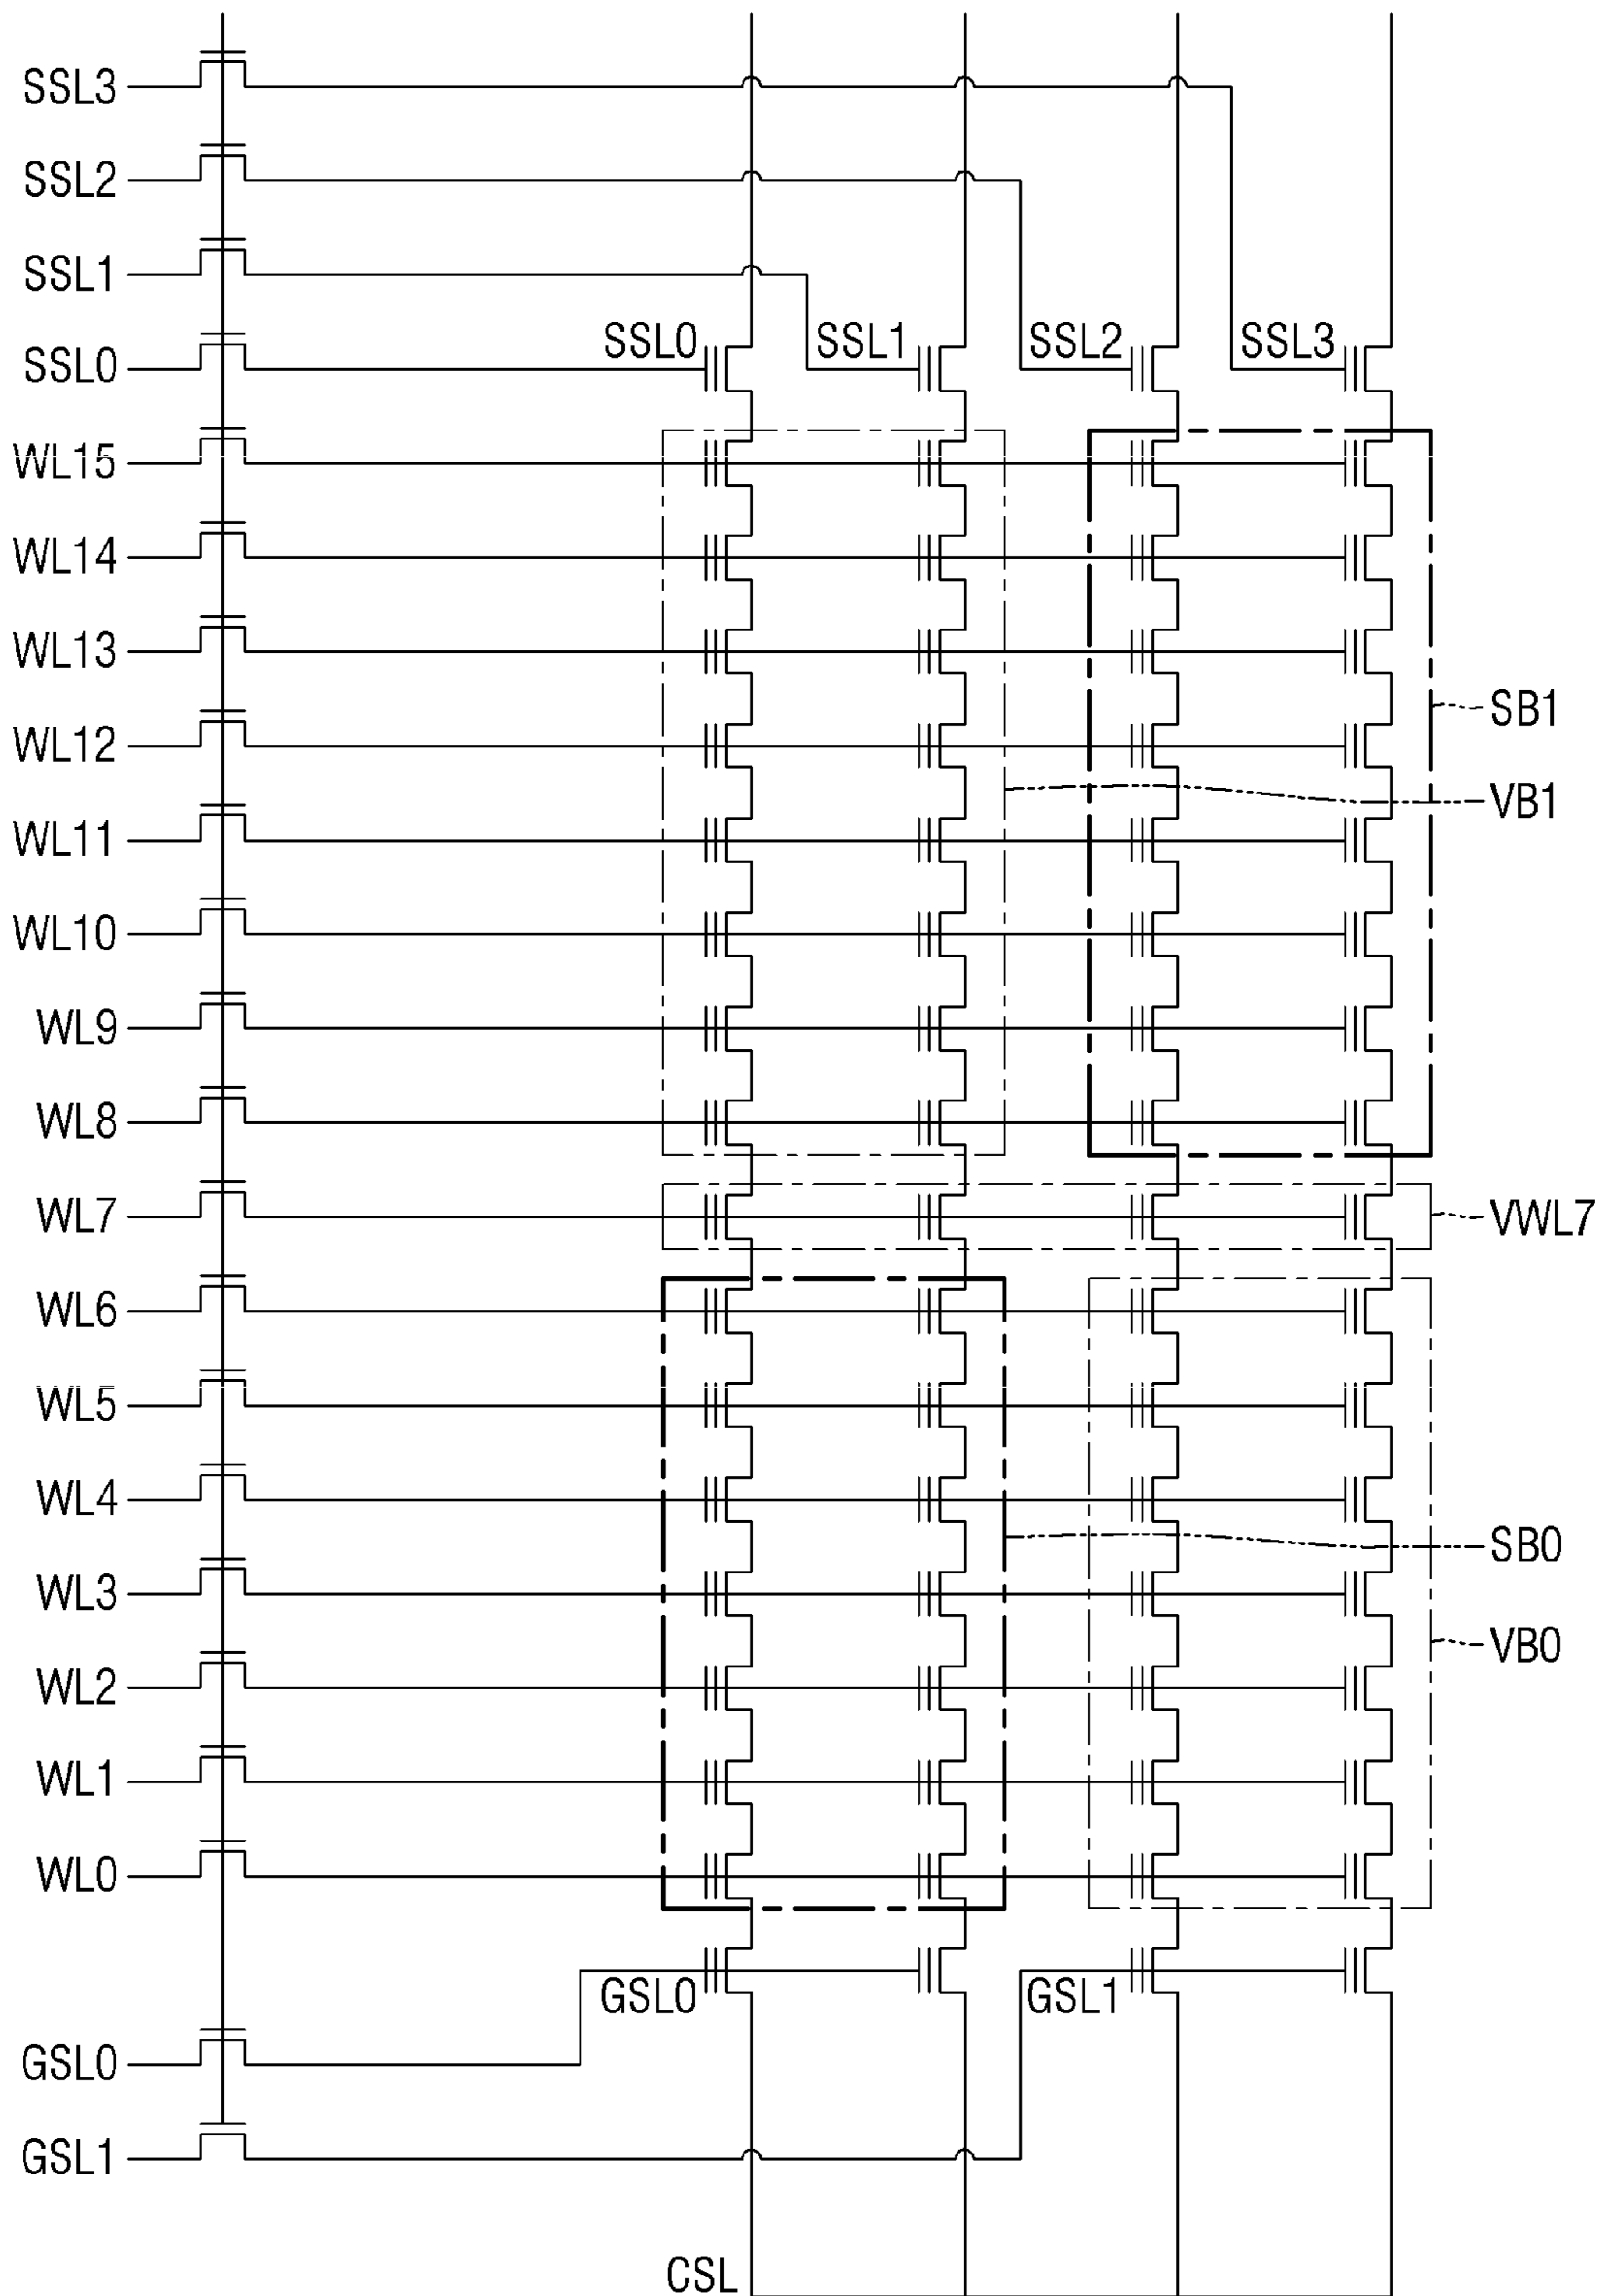 SSL3
SSL2
SSL1
SSL0
SSL0 SSL1 SSL2 SSL3
WL15
WL14
WL13
SB1
WL12
VB1
WL11
WL10
WL9
WL8
WL7
VWL7
WL6
WL5
WL4
SB0
WL3
VB0
WL2
WL1
WL0
GSL0 GSL1
GSL0
GSL1
CSL